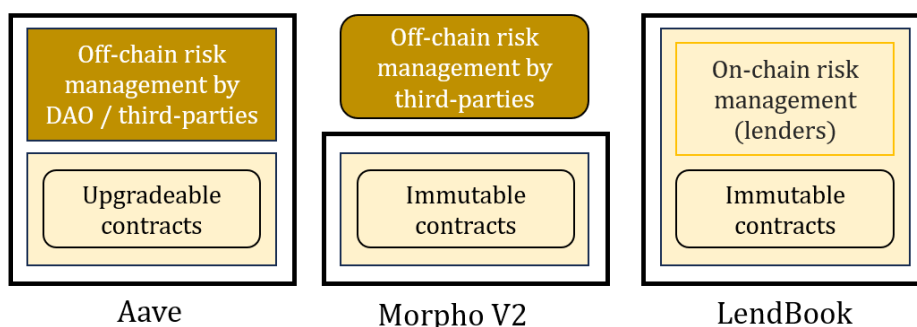 Off-chain risk
management by
DAO / third-parties
Upgradeable
contracts
Aave
Off-chain risk
management by
third-parties
Immutable
contracts
Morpho V2
On-chain risk
management
(lenders)
Immutable
contracts
LendBook